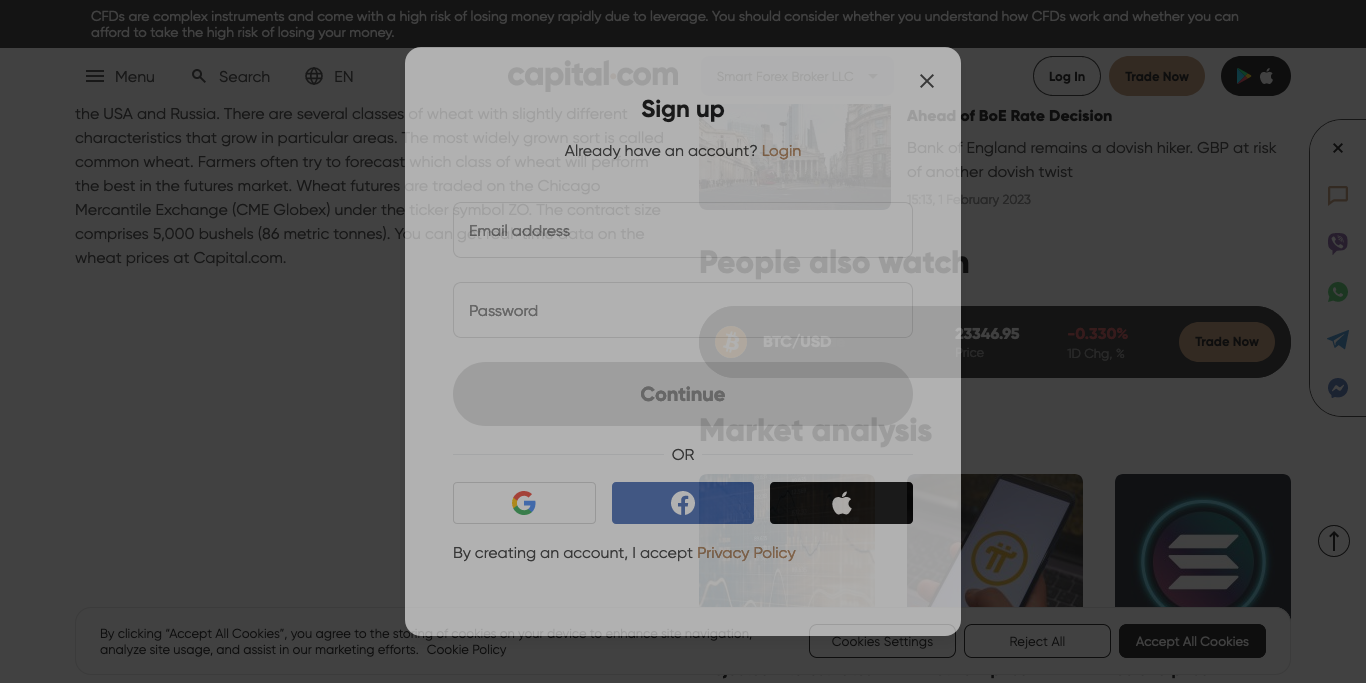 CFDs are complex instruments and come with a high risk of losing money rapidly due to leverage. You should consider whether you understand how CFDs work and whether you can
afford to take the high risk of losing your money.
Menu
Search
EN
capital.com
Smart Forex Broker LLC
Log In
Trade Now
the USA and Russia. There are several classes of wheat with slightly different
characteristics that grow in particular areas. The most widely grown sort is called
common wheat. Farmers often try to forecast which class of wheat will perform
the best in the futures market. Wheat futures are traded on the Chicago
Mercantile Exchange (CME Globex) under the ticker symbol ZO. The contract size
comprises 5,000 bushels (86 metric tonnes). You can get real-time data on the
wheat prices at Capital.com.
Sign up
Already have an account? Login
Email address
Password
Continue
OR
By creating an account, I accept Privacy Policy
Ahead of BoE Rate Decision
Bank of England remains a dovish hiker. GBP at risk
of another dovish twist
15:13, 1 February 2023
People also watch
BTC/USD
23346.95
Price
-0.330%
1D Chg, %
Trade Now
Market analysis
By clicking “Accept All Cookies”, you agree to the storing of cookies on your device to enhance site navigation,
analyze site usage, and assist in our marketing efforts. Cookie Policy
Cookies Settings
Reject All
Accept All Cookies